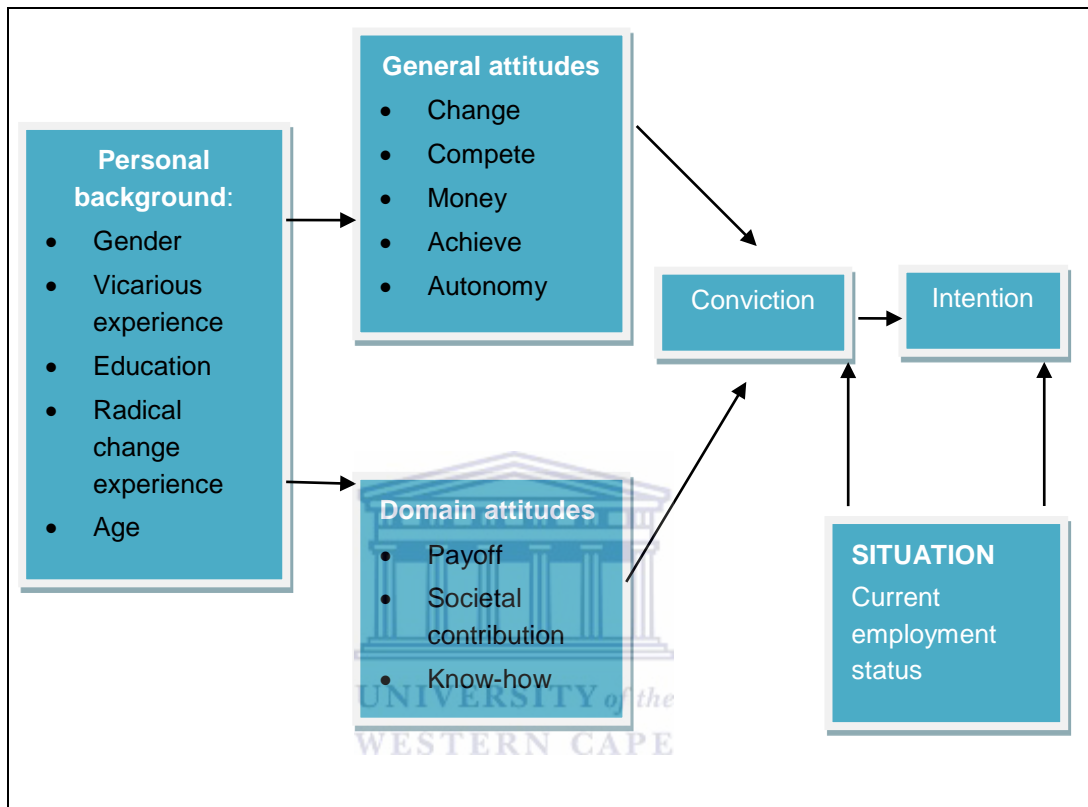 Personal
background:
• Gender
• Vicarious
experience
• Education
• Radical
change
experience
• Age
General attitudes
• Change
• Compete
• Money
• Achieve
• Autonomy
Domain attitudes
• Payoff
• Societal
contribution
• Know-how
UNIVERSITY of the
WESTERN CAPE
Conviction
Intention
SITUATION
Current
employment
status